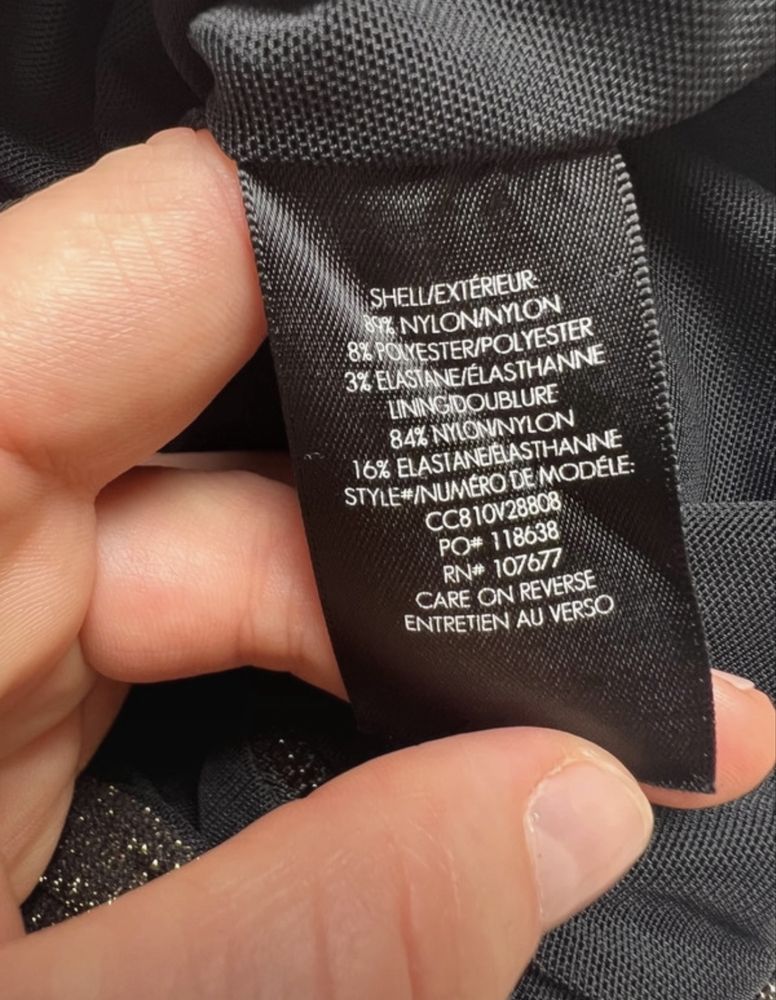 SHELL/EXTÉRIEUR:
89% NYLON/NYLON
8% POLYESTER/POLYESTER
3% ELASTANE/ÉLASTHANNE
LINING/DOUBLURE
84% NYLON/NYLON
16% ELASTANE/ÉLASTHANNE
STYLE#/NUMÉRO DE MODÉLE:
CC810V28808
PO# 118638
RN# 107677
CARE ON REVERSE
ENTRETIEN AU VERSO